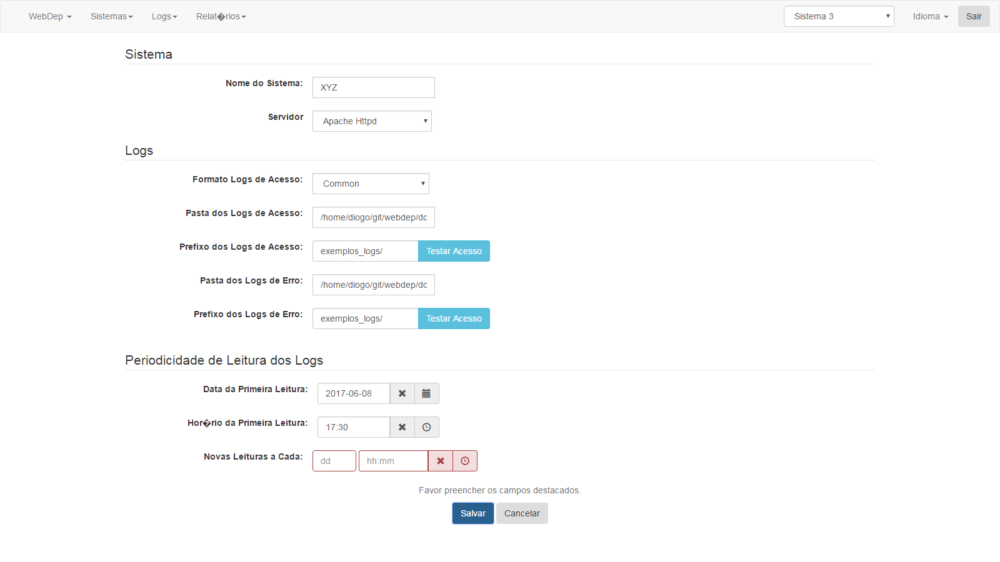 WebDep Sistemas Logs Relat�rios Sistema 3 Idioma Sair
Sistema
Nome do Sistema: XYZ
Servidor Apache Httpd
Logs
Formato Logs de Acesso: Common
Pasta dos Logs de Acesso: /home/diogo/git/webdep/do
Prefixo dos Logs de Acesso: exemplos_logs/ Testar Acesso
Pasta dos Logs de Erro: /home/diogo/git/webdep/do
Prefixo dos Logs de Erro: exemplos_logs/ Testar Acesso
Periodicidade de Leitura dos Logs
Data da Primeira Leitura: 2017-06-08
Hor�rio da Primeira Leitura: 17:30
Novas Leituras a Cada: dd hh:mm
Favor preencher os campos destacados.
Salvar Cancelar